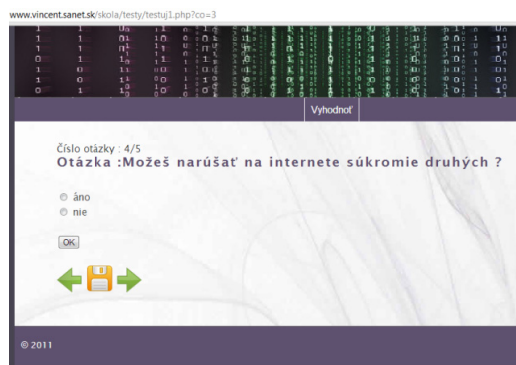 www.vincent.sanet.sk/skola/testy/testuj1.php?co=3
Vyhodnoť
Číslo otázky : 4/5
Otázka :Možeš narúšať na internete súkromie druhých ?
áno
nie
OK
© 2011